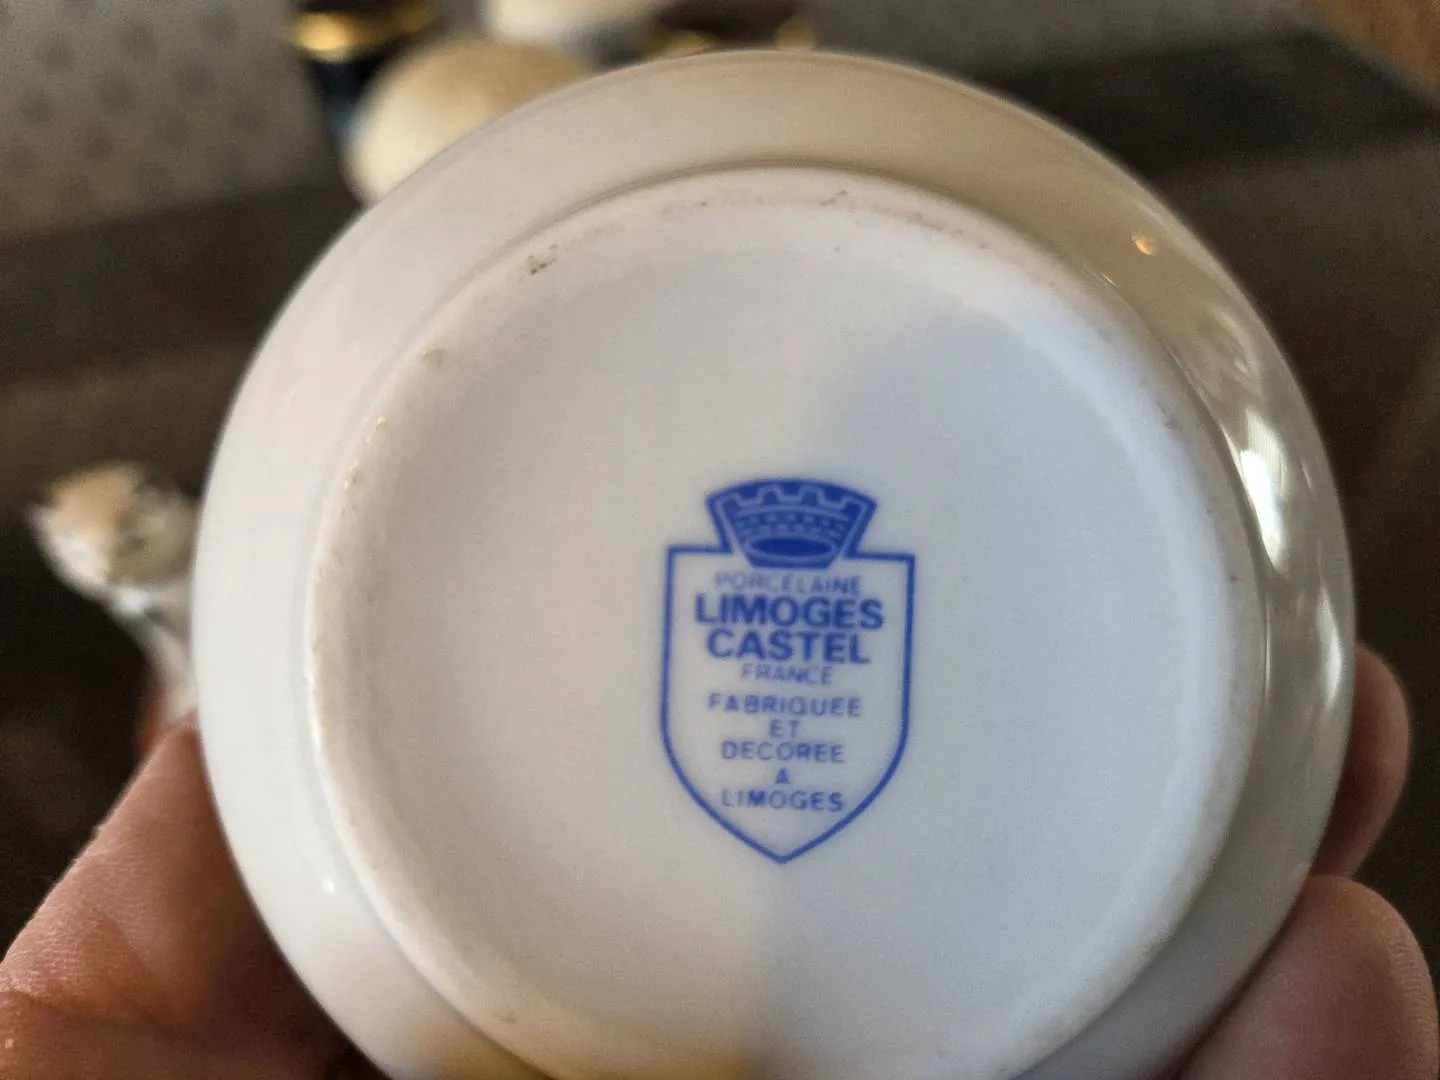 PORCELAINE
LIMOGES
CASTEL
FRANCE
FABRIQUEE
ET
DECOREE
A
LIMOGES